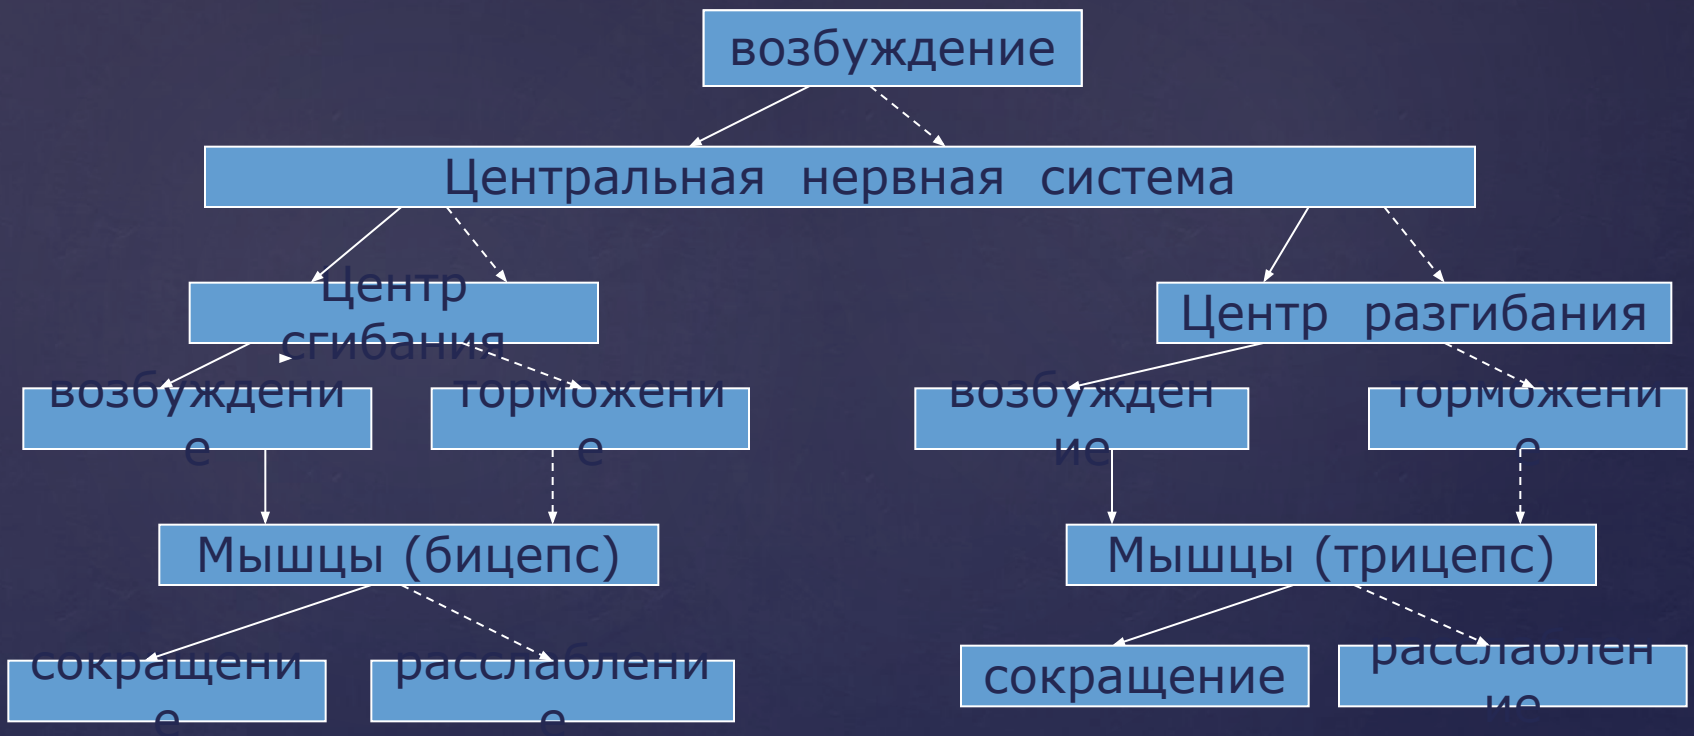 возбуждение
Центральная нервная система
Центр
сгибания
Центр разгибания
возбуждени
е
торможени
е
возбужден
ие
торможени
е
Мышцы (бицепс)
Мышцы (трицепс)
сокращени
е
расслаблени
е
сокращение
расслаблен
ие